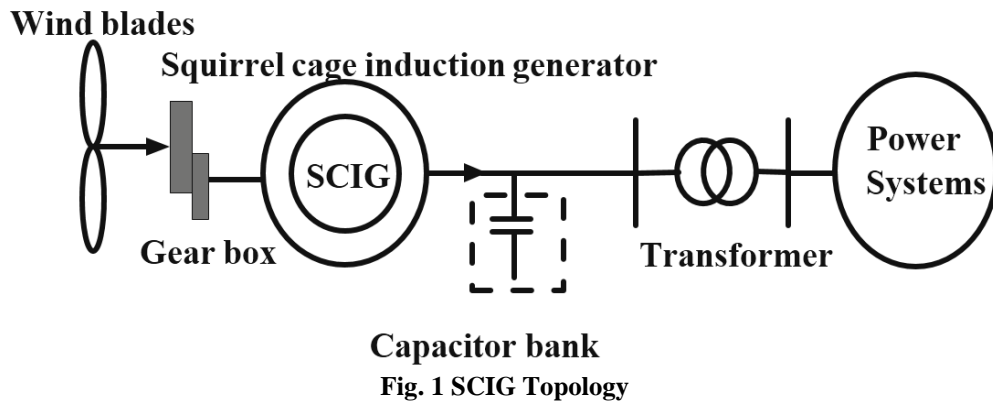 Wind blades
Squirrel cage induction generator
SCIG
Gear box
Power
Systems
Transformer
Capacitor bank
Fig. 1 SCIG Topology